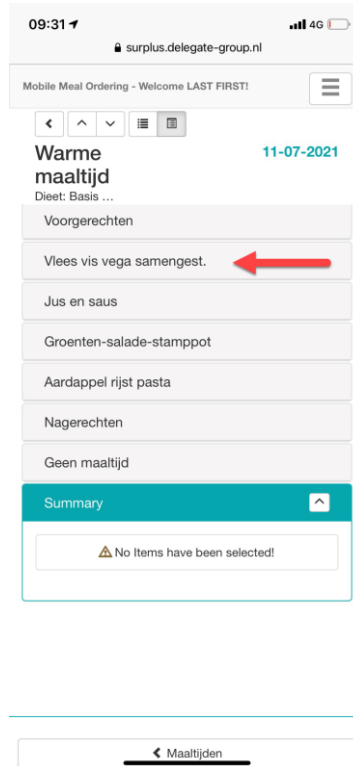 09:31 4G
surplus.delegate-group.nl
Mobile Meal Ordering - Welcome LAST FIRST!
Warme 11-07-2021
maaltijd
Dieet: Basis ...
Voorgerechten
Vlees vis vega samengest.
Jus en saus
Groenten-salade-stamppot
Aardappel rijst pasta
Nagerechten
Geen maaltijd
Summary
No Items have been selected!
Maaltijden